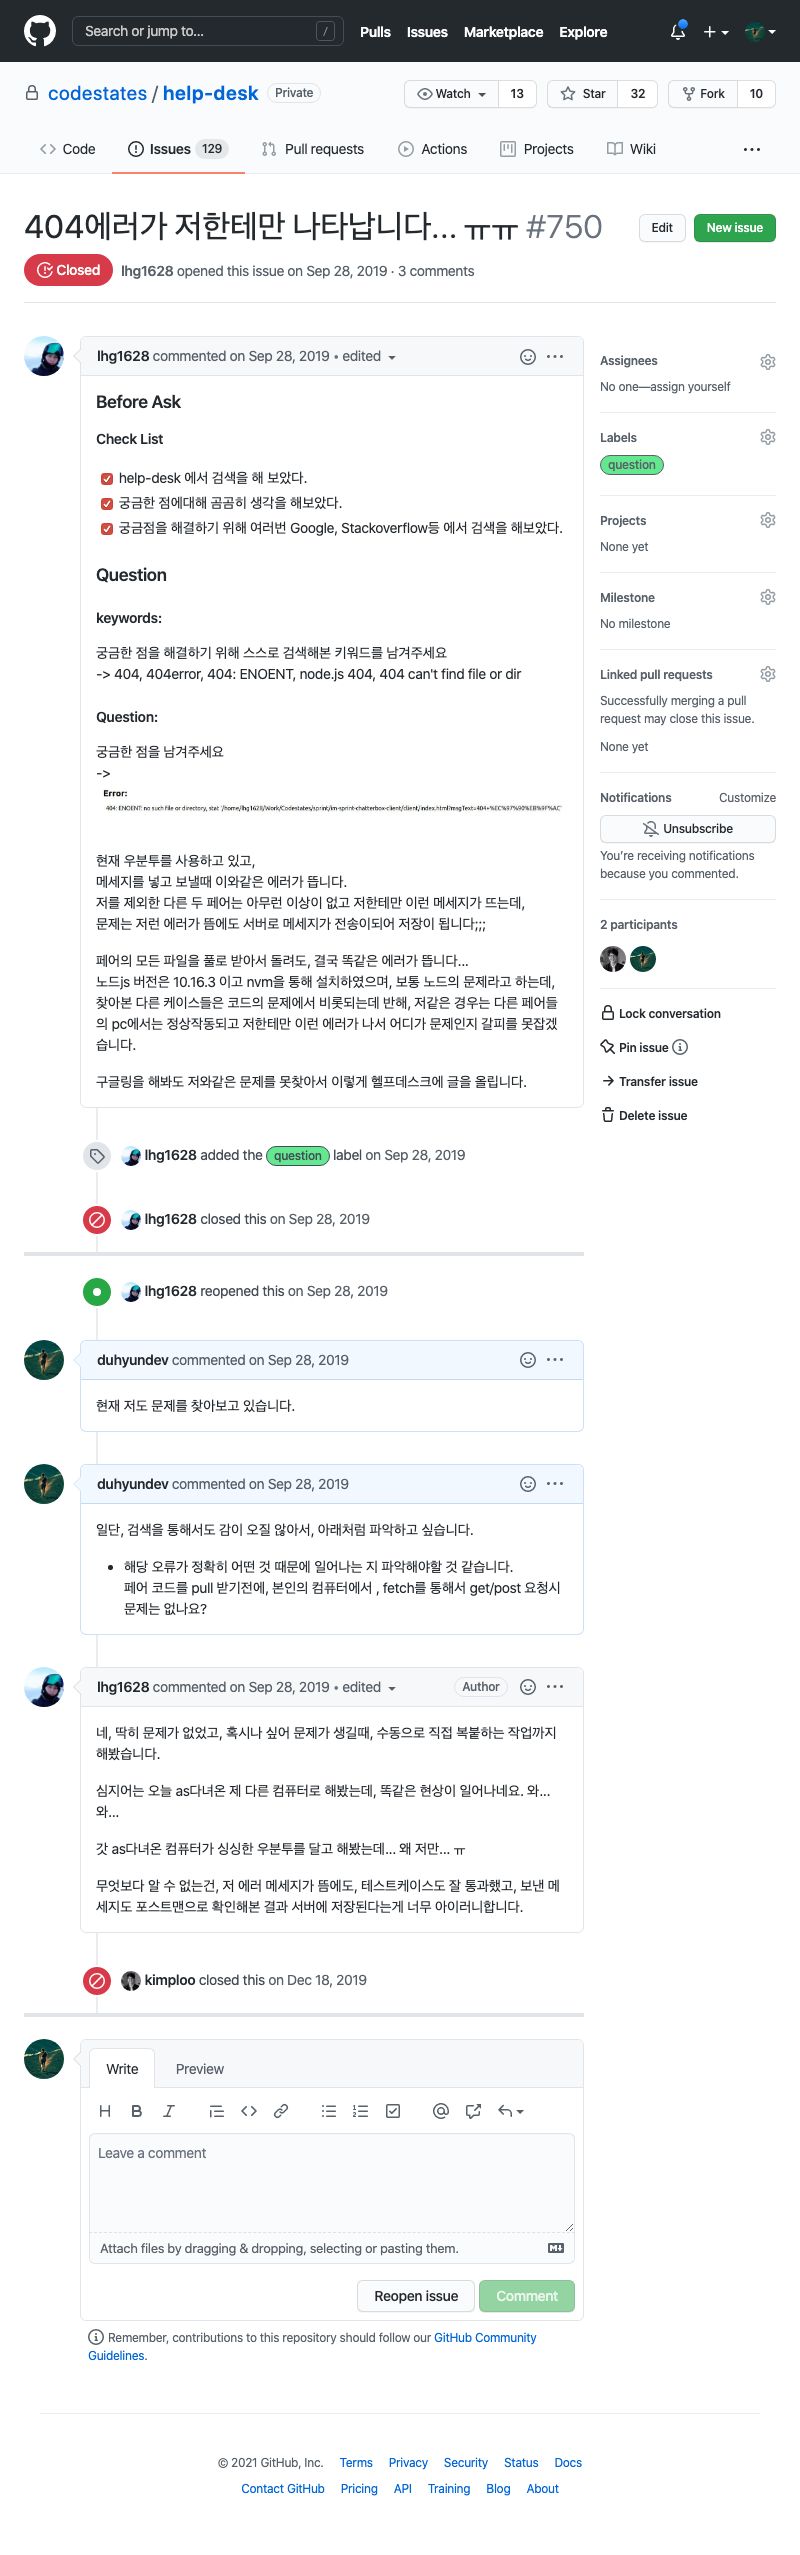 Search or jump to...
/
Pulls Issues Marketplace Explore
codestates / help-desk Private
Watch 13 Star 32 Fork 10
Code Issues 129 Pull requests Actions Projects Wiki
404에러가 저한테만 나타납니다... ㅠㅠ #750
Edit New issue
Closed lhg1628 opened this issue on Sep 28, 2019 · 3 comments
lhg1628 commented on Sep 28, 2019 • edited
Before Ask
Check List
help-desk 에서 검색을 해 보았다.
궁금한 점에대해 곰곰히 생각을 해보았다.
궁금점을 해결하기 위해 여러번 Google, Stackoverflow등 에서 검색을 해보았다.
Question
keywords:
궁금한 점을 해결하기 위해 스스로 검색해본 키워드를 남겨주세요
-> 404, 404error, 404: ENOENT, node.js 404, 404 can't find file or dir
Question:
궁금한 점을 남겨주세요
->
Error:
404: ENOENT: no such file or directory, stat '/home/lhg1628/Work/Codestates/sprint/im-sprint-chatterbox-client/client/index.html?msgText=404+%EC%97%90%EB%9F%AC'
현재 우분투를 사용하고 있고,
메세지를 넣고 보낼때 이와같은 에러가 뜹니다.
저를 제외한 다른 두 페어는 아무런 이상이 없고 저한테만 이런 메세지가 뜨는데,
문제는 저런 에러가 뜸에도 서버로 메세지가 전송이되어 저장이 됩니다;;;
페어의 모든 파일을 풀로 받아서 돌려도, 결국 똑같은 에러가 뜹니다...
노드js 버전은 10.16.3 이고 nvm을 통해 설치하였으며, 보통 노드의 문제라고 하는데,
찾아본 다른 케이스들은 코드의 문제에서 비롯되는데 반해, 저같은 경우는 다른 페어들
의 pc에서는 정상작동되고 저한테만 이런 에러가 나서 어디가 문제인지 갈피를 못잡겠
습니다.
구글링을 해봐도 저와같은 문제를 못찾아서 이렇게 헬프데스크에 글을 올립니다.
Assignees
No one—assign yourself
Labels
question
Projects
None yet
Milestone
No milestone
Linked pull requests
Successfully merging a pull
request may close this issue.
None yet
Notifications Customize
Unsubscribe
You're receiving notifications
because you commented.
2 participants
Lock conversation
Pin issue
Transfer issue
Delete issue
lhg1628 added the question label on Sep 28, 2019
lhg1628 closed this on Sep 28, 2019
lhg1628 reopened this on Sep 28, 2019
duhyundev commented on Sep 28, 2019
현재 저도 문제를 찾아보고 있습니다.
duhyundev commented on Sep 28, 2019
일단, 검색을 통해서도 감이 오질 않아서, 아래처럼 파악하고 싶습니다.
• 해당 오류가 정확히 어떤 것 때문에 일어나는 지 파악해야할 것 같습니다.
페어 코드를 pull 받기전에, 본인의 컴퓨터에서 , fetch를 통해서 get/post 요청시
문제는 없나요?
lhg1628 commented on Sep 28, 2019 • edited Author
네, 딱히 문제가 없었고, 혹시나 싶어 문제가 생길때, 수동으로 직접 복붙하는 작업까지
해봤습니다.
심지어는 오늘 as다녀온 제 다른 컴퓨터로 해봤는데, 똑같은 현상이 일어나네요. 와...
와...
갓 as다녀온 컴퓨터가 싱싱한 우분투를 달고 해봤는데... 왜 저만... ㅠ
무엇보다 알 수 없는건, 저 에러 메세지가 뜸에도, 테스트케이스도 잘 통과했고, 보낸 메
세지도 포스트맨으로 확인해본 결과 서버에 저장된다는게 너무 아이러니합니다.
kimploo closed this on Dec 18, 2019
Write Preview
Leave a comment
Attach files by dragging & dropping, selecting or pasting them.
Reopen issue Comment
Remember, contributions to this repository should follow our GitHub Community
Guidelines.
© 2021 GitHub, Inc. Terms Privacy Security Status Docs
Contact GitHub Pricing API Training Blog About